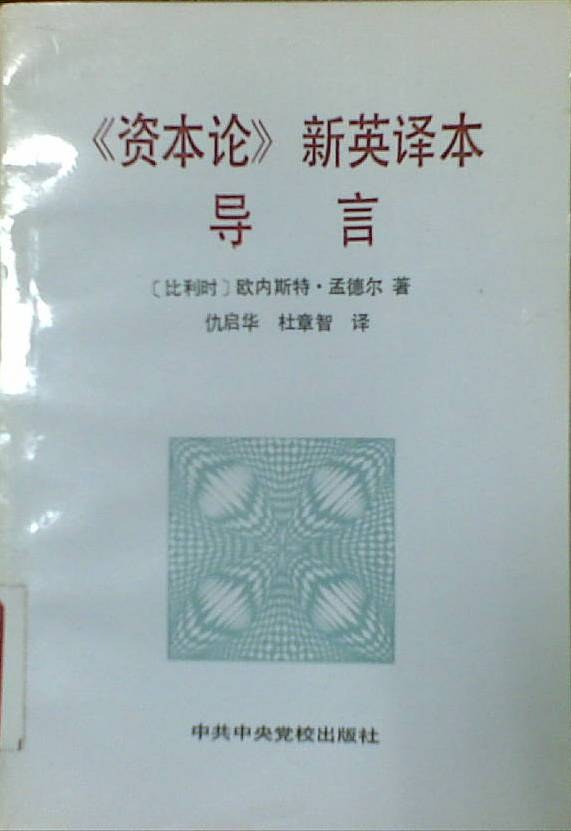 《资本论》新英译本
导 言
〔比利时〕欧内斯特·孟德尔 著
仇启华 杜章智 译
中共中央党校出版社